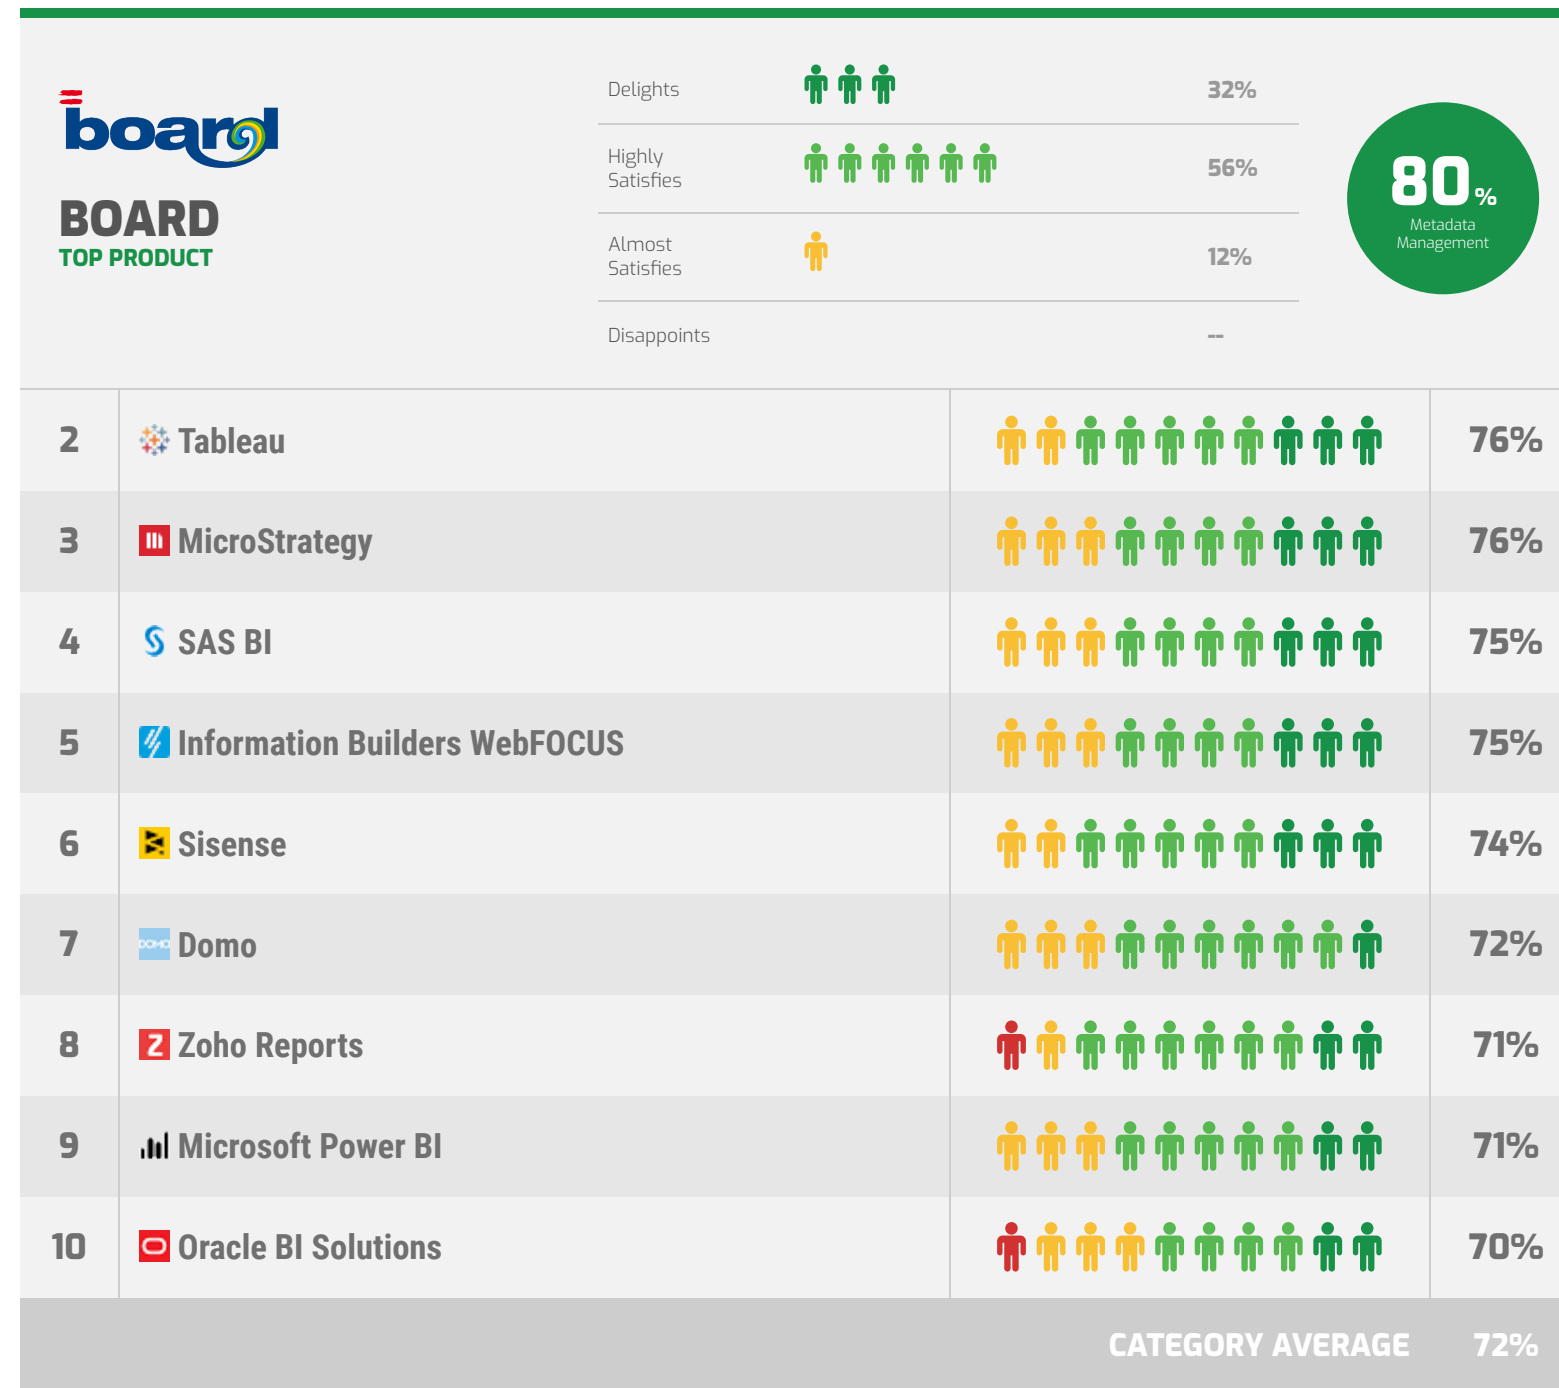 board
BOARD
TOP PRODUCT
Delights 32%
Highly
Satisfies 56%
Almost
Satisfies 12%
Disappoints --
80%
Metadata
Management
2 Tableau 76%
3 MicroStrategy 76%
4 SAS BI 75%
5 Information Builders WebFOCUS 75%
6 Sisense 74%
7 DOMO Domo 72%
8 Z Zoho Reports 71%
9 Microsoft Power BI 71%
10 Oracle BI Solutions 70%
CATEGORY AVERAGE 72%